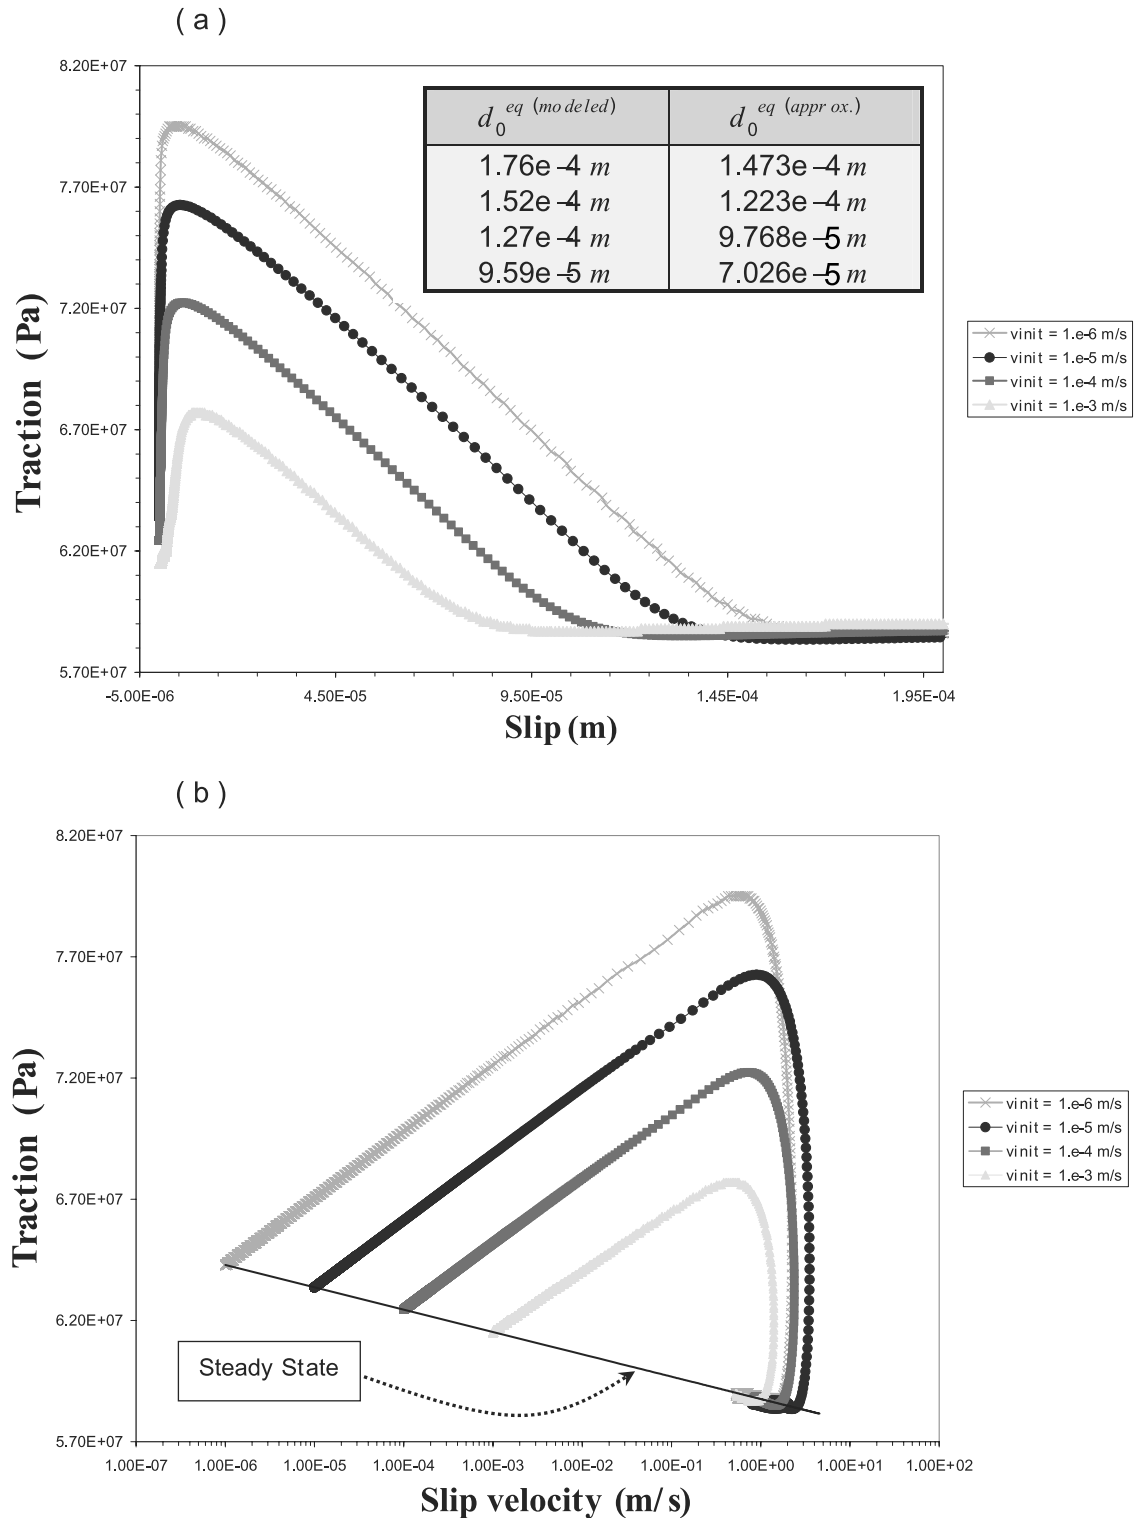 ( a )
8.20E+07
7.70E+07
7.20E+07
6.70E+07
6.20E+07
5.70E+07
Traction (Pa)
-5.00E-06 4.50E-05 9.50E-05 1.45E-04 1.95E-04
Slip (m)
d0 eq (modeled) d0 eq (approx.)
1.76e-4 m 1.473e-4 m
1.52e-4 m 1.223e-4 m
1.27e-4 m 9.768e-5 m
9.59e-5 m 7.026e-5 m
vinit = 1.e-6 m/s
vinit = 1.e-5 m/s
vinit = 1.e-4 m/s
vinit = 1.e-3 m/s
( b )
8.20E+07
7.70E+07
7.20E+07
6.70E+07
6.20E+07
5.70E+07
Traction (Pa)
Steady State
1.00E-07 1.00E-06 1.00E-05 1.00E-04 1.00E-03 1.00E-02 1.00E-01 1.00E+00 1.00E+01 1.00E+02
Slip velocity (m/s)
vinit = 1.e-6 m/s
vinit = 1.e-5 m/s
vinit = 1.e-4 m/s
vinit = 1.e-3 m/s